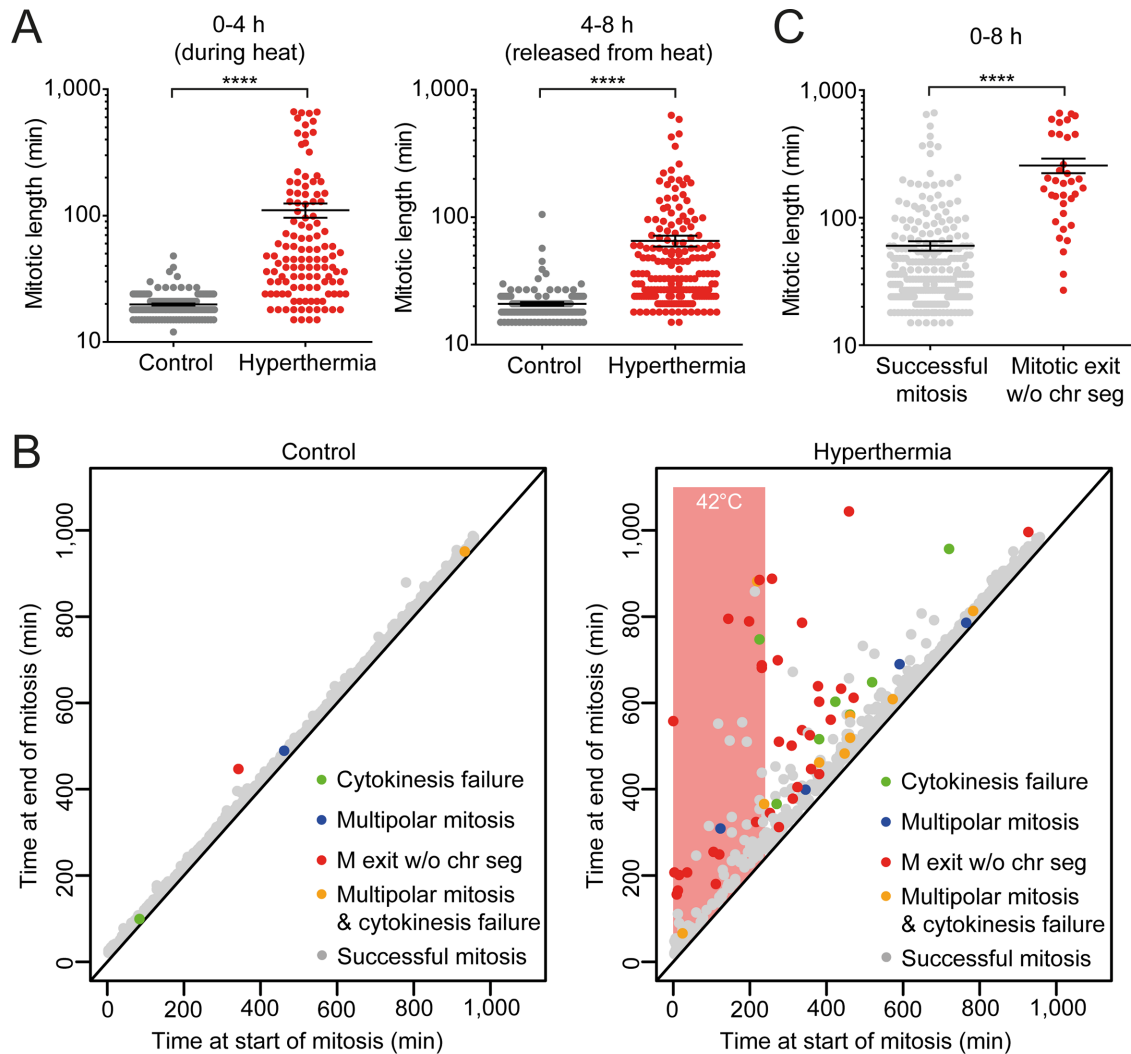 A
0-4 h
(during heat)
Mitotic length (min)
1,000
100
10
****
Control
Hyperthermia
4-8 h
(released from heat)
Mitotic length (min)
1,000
100
10
****
Control
Hyperthermia
C
0-8 h
Mitotic length (min)
1,000
100
10
****
Successful
mitosis
Mitotic exit
w/o chr seg
B
Control
Time at end of mitosis (min)
1,000
800
600
400
200
0
Cytokinesis failure
Multipolar mitosis
M exit w/o chr seg
Multipolar mitosis
& cytokinesis failure
Successful mitosis
0 200 400 600 800 1,000
Time at start of mitosis (min)
Hyperthermia
42°C
Time at end of mitosis (min)
1,000
800
600
400
200
0
Cytokinesis failure
Multipolar mitosis
M exit w/o chr seg
Multipolar mitosis
& cytokinesis failure
Successful mitosis
0 200 400 600 800 1,000
Time at start of mitosis (min)